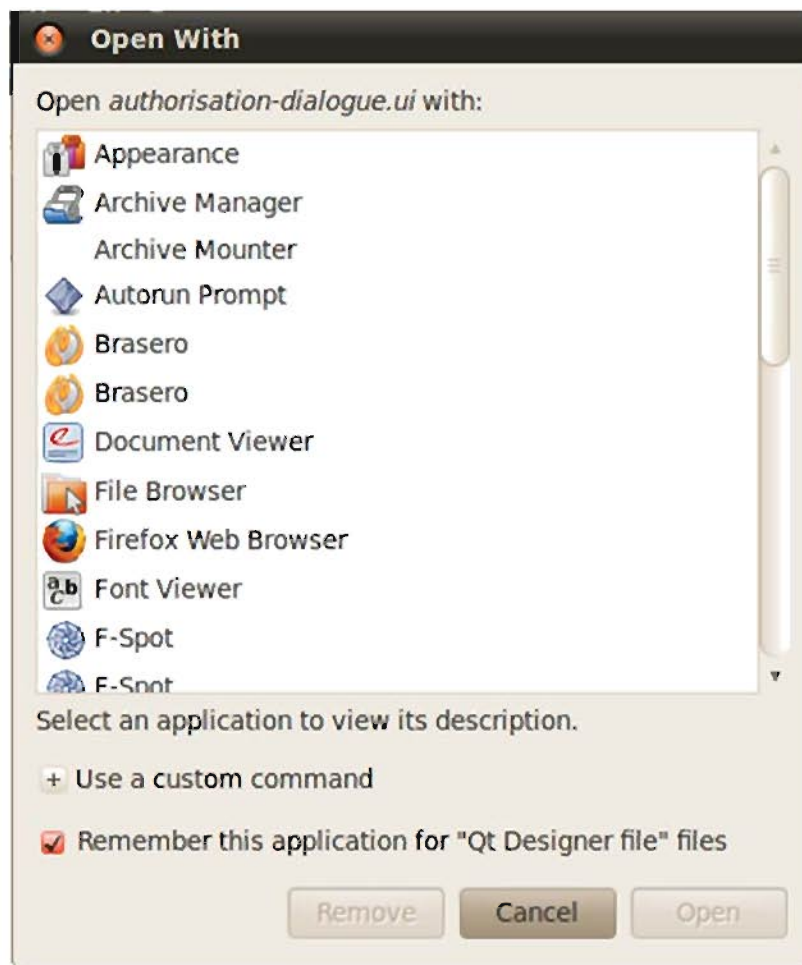 Open With
Open authorisation-dialogue.ui with:
Appearance
Archive Manager
Archive Mounter
Autorun Prompt
Brasero
Brasero
Document Viewer
File Browser
Firefox Web Browser
Font Viewer
F-Spot
F-Spot
Select an application to view its description.
+ Use a custom command
Remember this application for "Qt Designer file" files
Remove Cancel Open